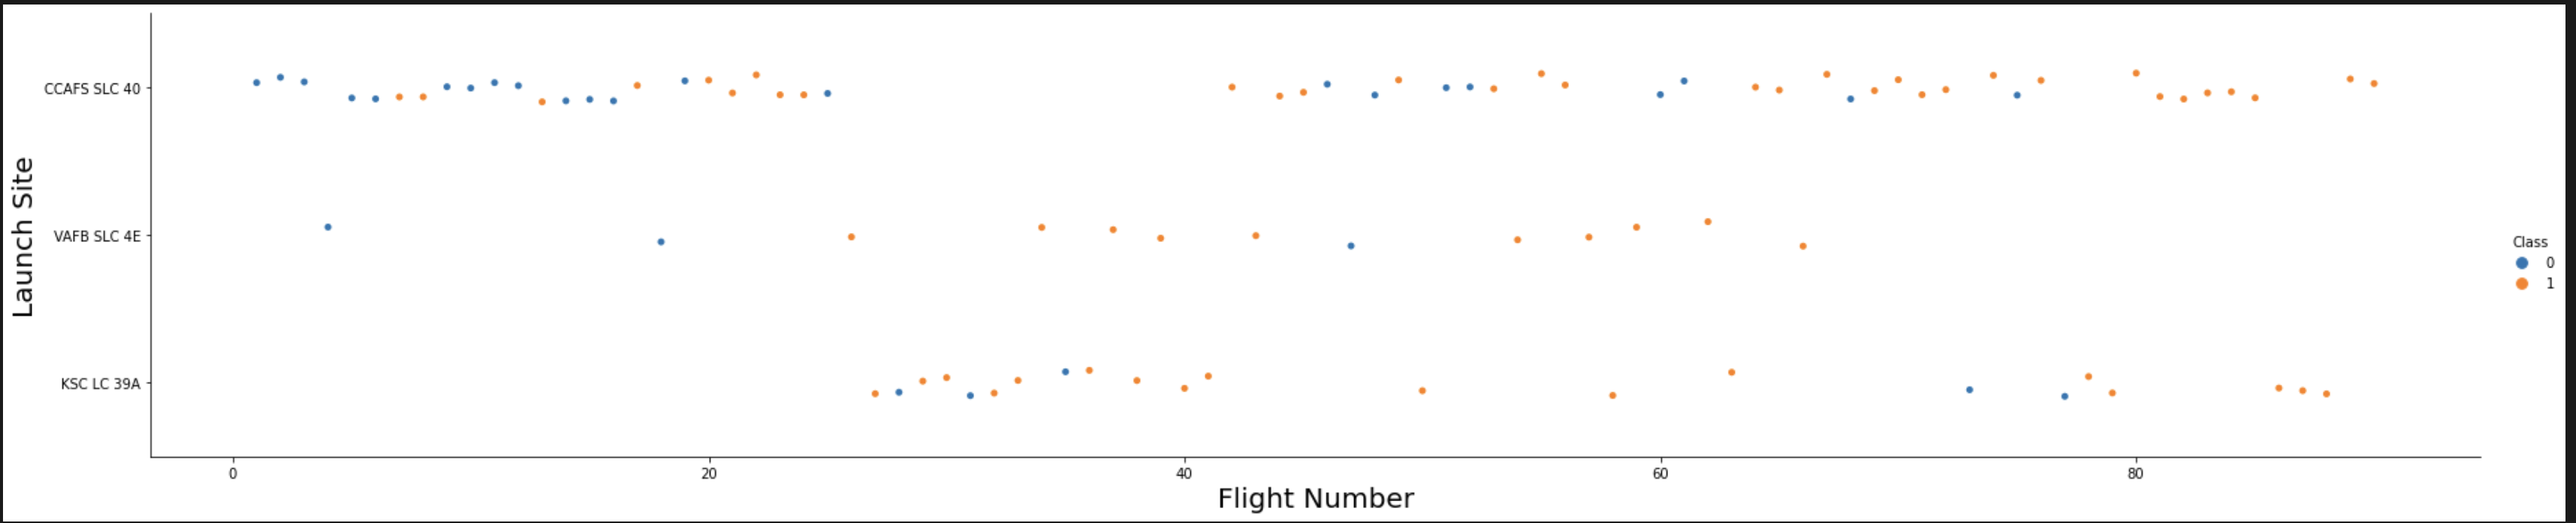 CCAFS SLC 40
VAFB SLC 4E
KSC LC 39A
Launch Site
0
20
40
60
80
Flight Number
Class
0
1